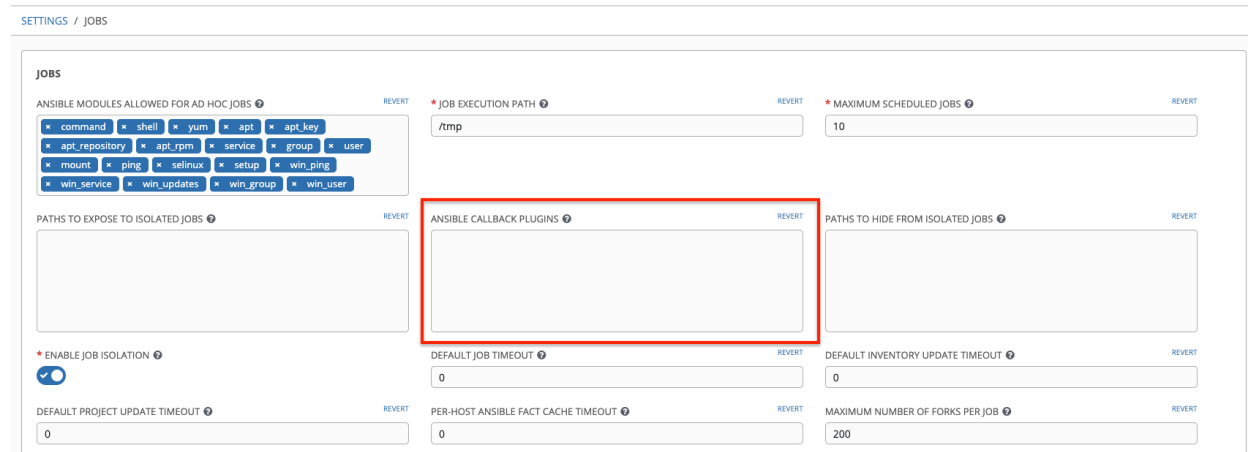 SETTINGS / JOBS
JOBS
ANSIBLE MODULES ALLOWED FOR AD HOC JOBS ? REVERT
× command × shell × yum × apt × apt_key
× apt_repository × apt_rpm × service × group × user
× mount × ping × selinux × setup × win_ping
× win_service × win_updates × win_group × win_user
* JOB EXECUTION PATH ? REVERT
/tmp
* MAXIMUM SCHEDULED JOBS ? REVERT
10
PATHS TO EXPOSE TO ISOLATED JOBS ? REVERT
ANSIBLE CALLBACK PLUGINS ? REVERT
PATHS TO HIDE FROM ISOLATED JOBS ? REVERT
* ENABLE JOB ISOLATION ?
DEFAULT JOB TIMEOUT ? REVERT
0
DEFAULT INVENTORY UPDATE TIMEOUT ? REVERT
0
DEFAULT PROJECT UPDATE TIMEOUT ? REVERT
0
PER-HOST ANSIBLE FACT CACHE TIMEOUT ? REVERT
0
MAXIMUM NUMBER OF FORKS PER JOB ? REVERT
200